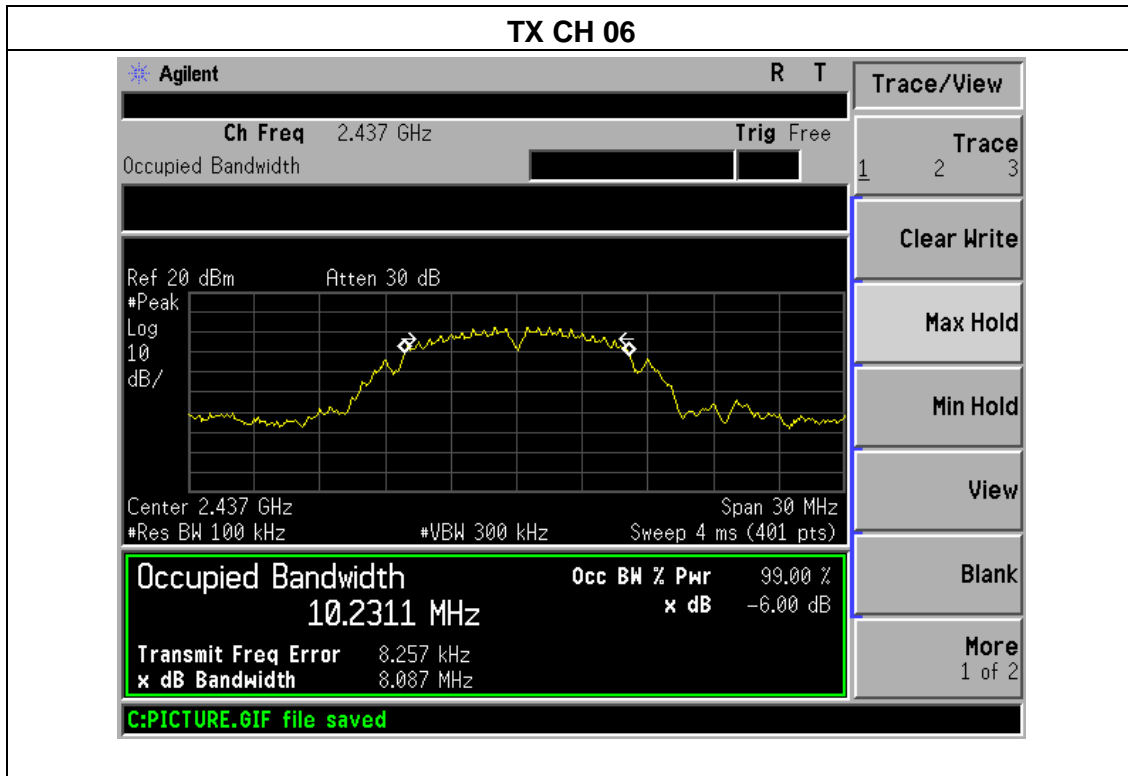 TX CH 06
Agilent R T
Trace/View
Ch Freq 2.437 GHz Trig Free
Occupied Bandwidth
Trace
1 2 3
Clear Write
Ref 20 dBm Atten 30 dB
#Peak
Log
10
dB/
Max Hold
Min Hold
View
Center 2.437 GHz Span 30 MHz
#Res BW 100 kHz #VBW 300 kHz Sweep 4 ms (401 pts)
Occupied Bandwidth
10.2311 MHz
Occ BW % Pwr 99.00 %
x dB -6.00 dB
Blank
Transmit Freq Error 8.257 kHz
x dB Bandwidth 8.087 MHz
More
1 of 2
C:PICTURE.GIF file saved